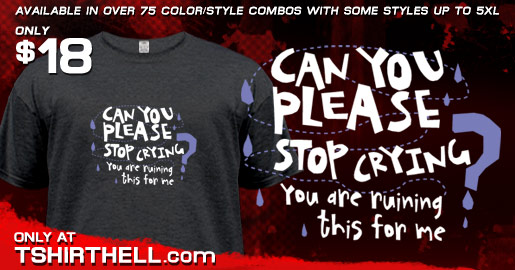 AVAILABLE IN OVER 75 COLOR/STYLE COMBOS WITH SOME STYLES UP TO 5XL
ONLY
$18
CAN YOU
PLEASE
STOP CRYING?
You are ruining
this for me
CAN YOU
PLEASE
STOP CRYING?
You are ruining
this for me
ONLY AT
TSHIRTHELL.com